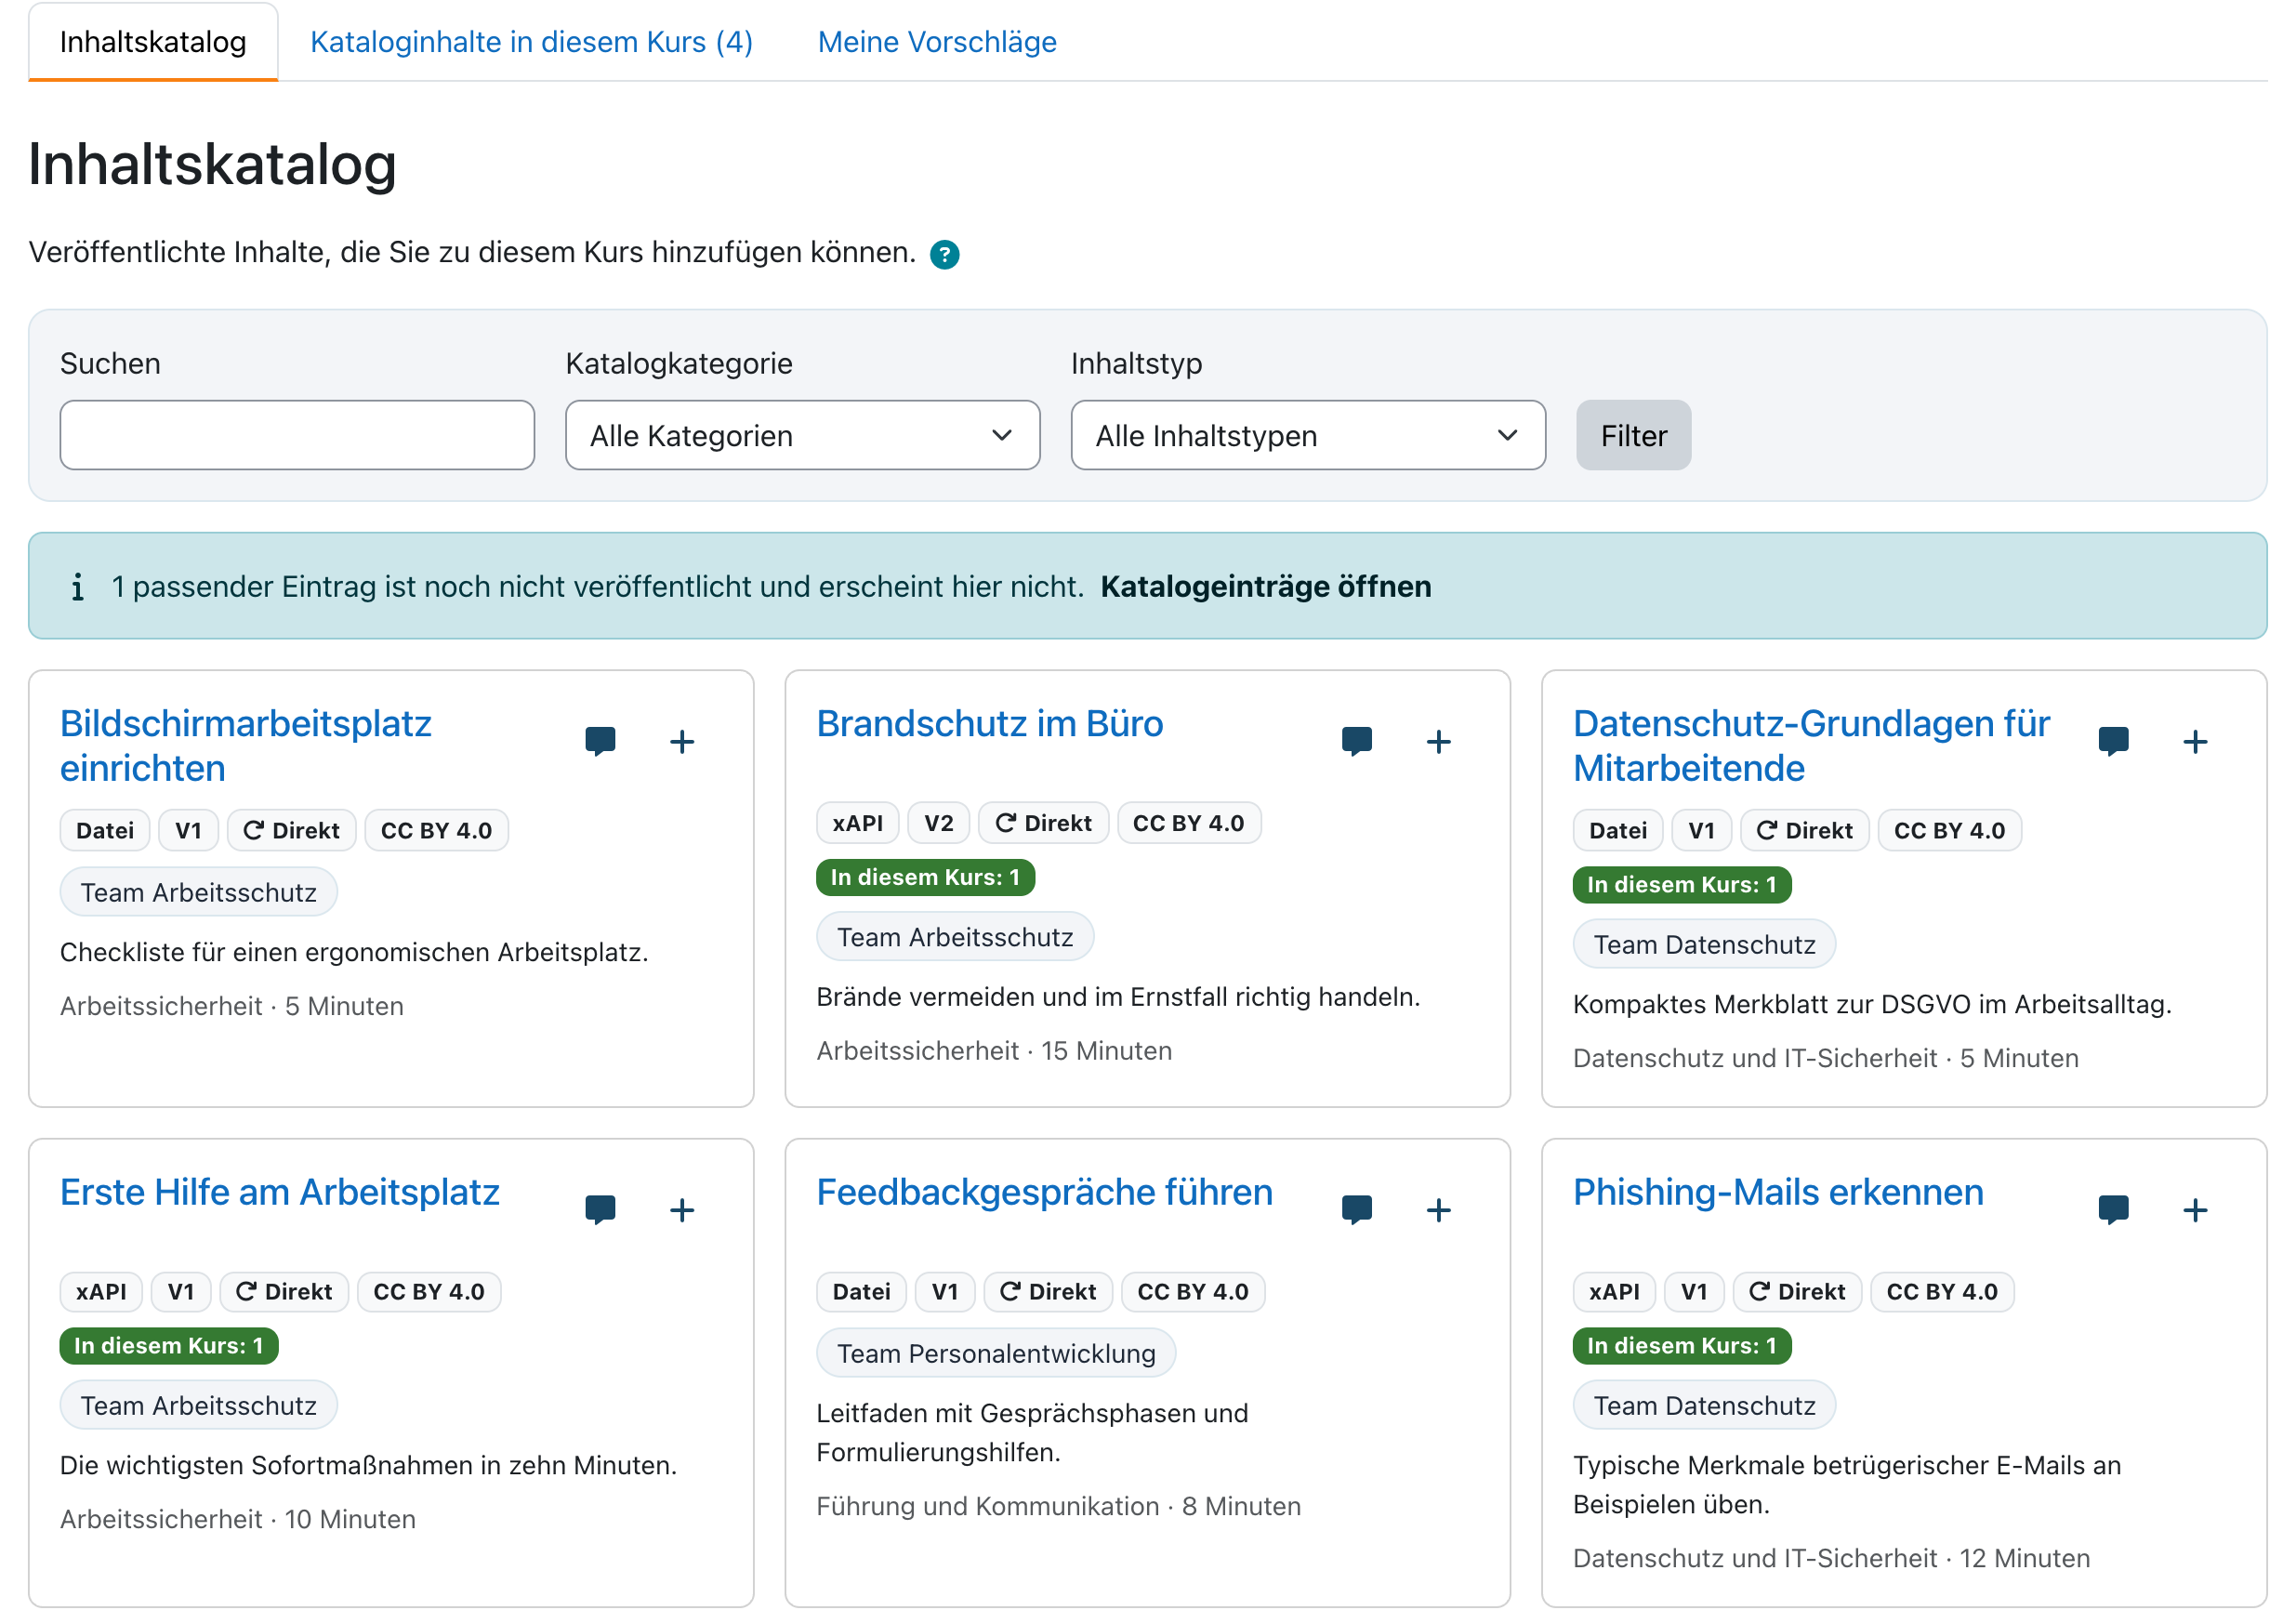 Inhaltskatalog
Kataloginhalte in diesem Kurs (4)
Meine Vorschläge
Inhaltskatalog
Veröffentlichte Inhalte, die Sie zu diesem Kurs hinzufügen können. ?
Suchen
Katalogkategorie
Inhaltstyp
Alle Kategorien
Alle Inhaltstypen
Filter
1 passender Eintrag ist noch nicht veröffentlicht und erscheint hier nicht. Katalogeinträge öffnen
Bildschirmarbeitsplatz
einrichten
Datei V1 Direkt CC BY 4.0
Team Arbeitsschutz
Checkliste für einen ergonomischen Arbeitsplatz.
Arbeitssicherheit · 5 Minuten
Brandschutz im Büro
xAPI V2 Direkt CC BY 4.0
In diesem Kurs: 1
Team Arbeitsschutz
Brände vermeiden und im Ernstfall richtig handeln.
Arbeitssicherheit · 15 Minuten
Datenschutz-Grundlagen für
Mitarbeitende
Datei V1 Direkt CC BY 4.0
In diesem Kurs: 1
Team Datenschutz
Kompaktes Merkblatt zur DSGVO im Arbeitsalltag.
Datenschutz und IT-Sicherheit · 5 Minuten
Erste Hilfe am Arbeitsplatz
xAPI V1 Direkt CC BY 4.0
In diesem Kurs: 1
Team Arbeitsschutz
Die wichtigsten Sofortmaßnahmen in zehn Minuten.
Arbeitssicherheit · 10 Minuten
Feedbackgespräche führen
Datei V1 Direkt CC BY 4.0
Team Personalentwicklung
Leitfaden mit Gesprächsphasen und
Formulierungshilfen.
Führung und Kommunikation · 8 Minuten
Phishing-Mails erkennen
xAPI V1 Direkt CC BY 4.0
In diesem Kurs: 1
Team Datenschutz
Typische Merkmale betrügerischer E-Mails an
Beispielen üben.
Datenschutz und IT-Sicherheit · 12 Minuten